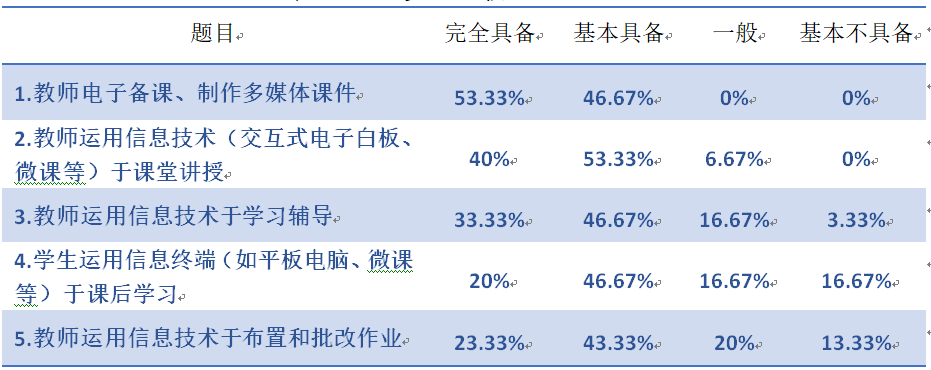 题目 完全具备 基本具备 一般 基本不具备
1.教师电子备课、制作多媒体课件 53.33% 46.67% 0% 0%
2.教师运用信息技术（交互式电子白板、
微课等）于课堂讲授 40% 53.33% 6.67% 0%
3.教师运用信息技术于学习辅导 33.33% 46.67% 16.67% 3.33%
4.学生运用信息终端（如平板电脑、微课
等）于课后学习 20% 46.67% 16.67% 16.67%
5.教师运用信息技术于布置和批改作业 23.33% 43.33% 20% 13.33%